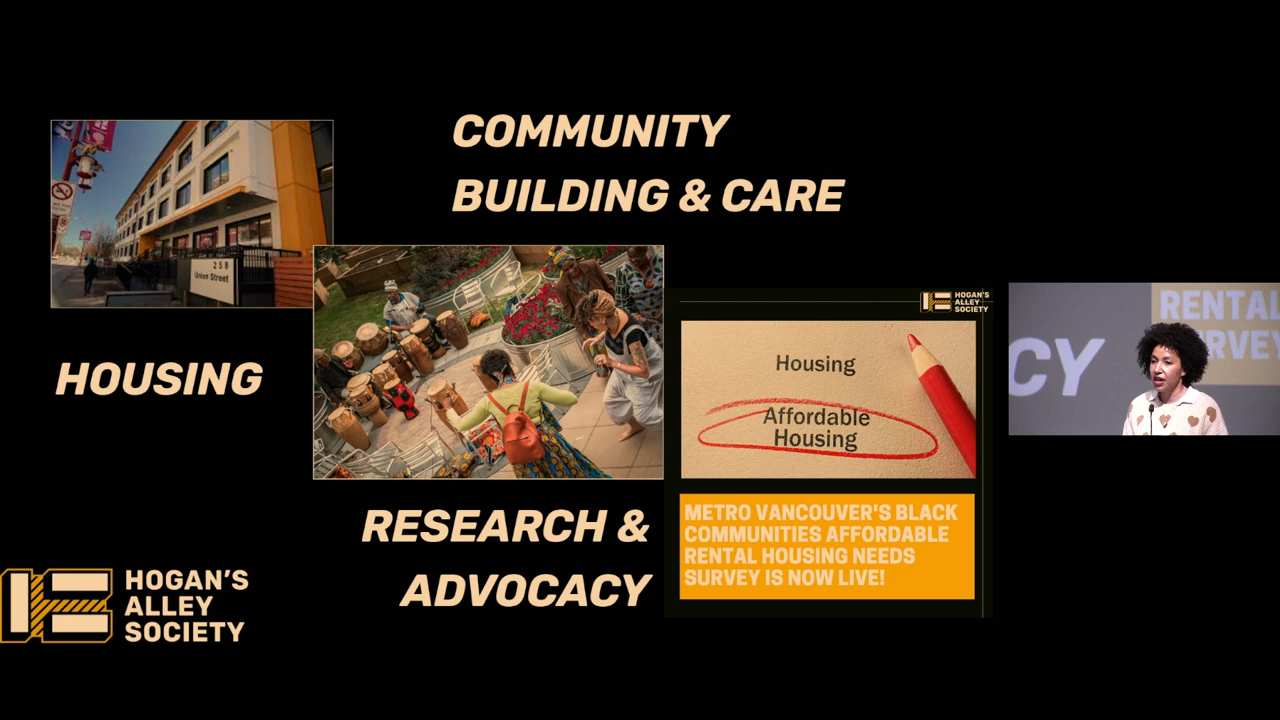 COMMUNITY
BUILDING & CARE
258
Union Street
HOUSING
HOGAN'S
ALLEY
SOCIETY
Housing
Affordable
Housing
METRO VANCOUVER'S BLACK
COMMUNITIES AFFORDABLE
RENTAL HOUSING NEEDS
SURVEY IS NOW LIVE!
RESEARCH &
ADVOCACY
HOGAN'S
ALLEY
SOCIETY
RENTAL
RVEY
CY